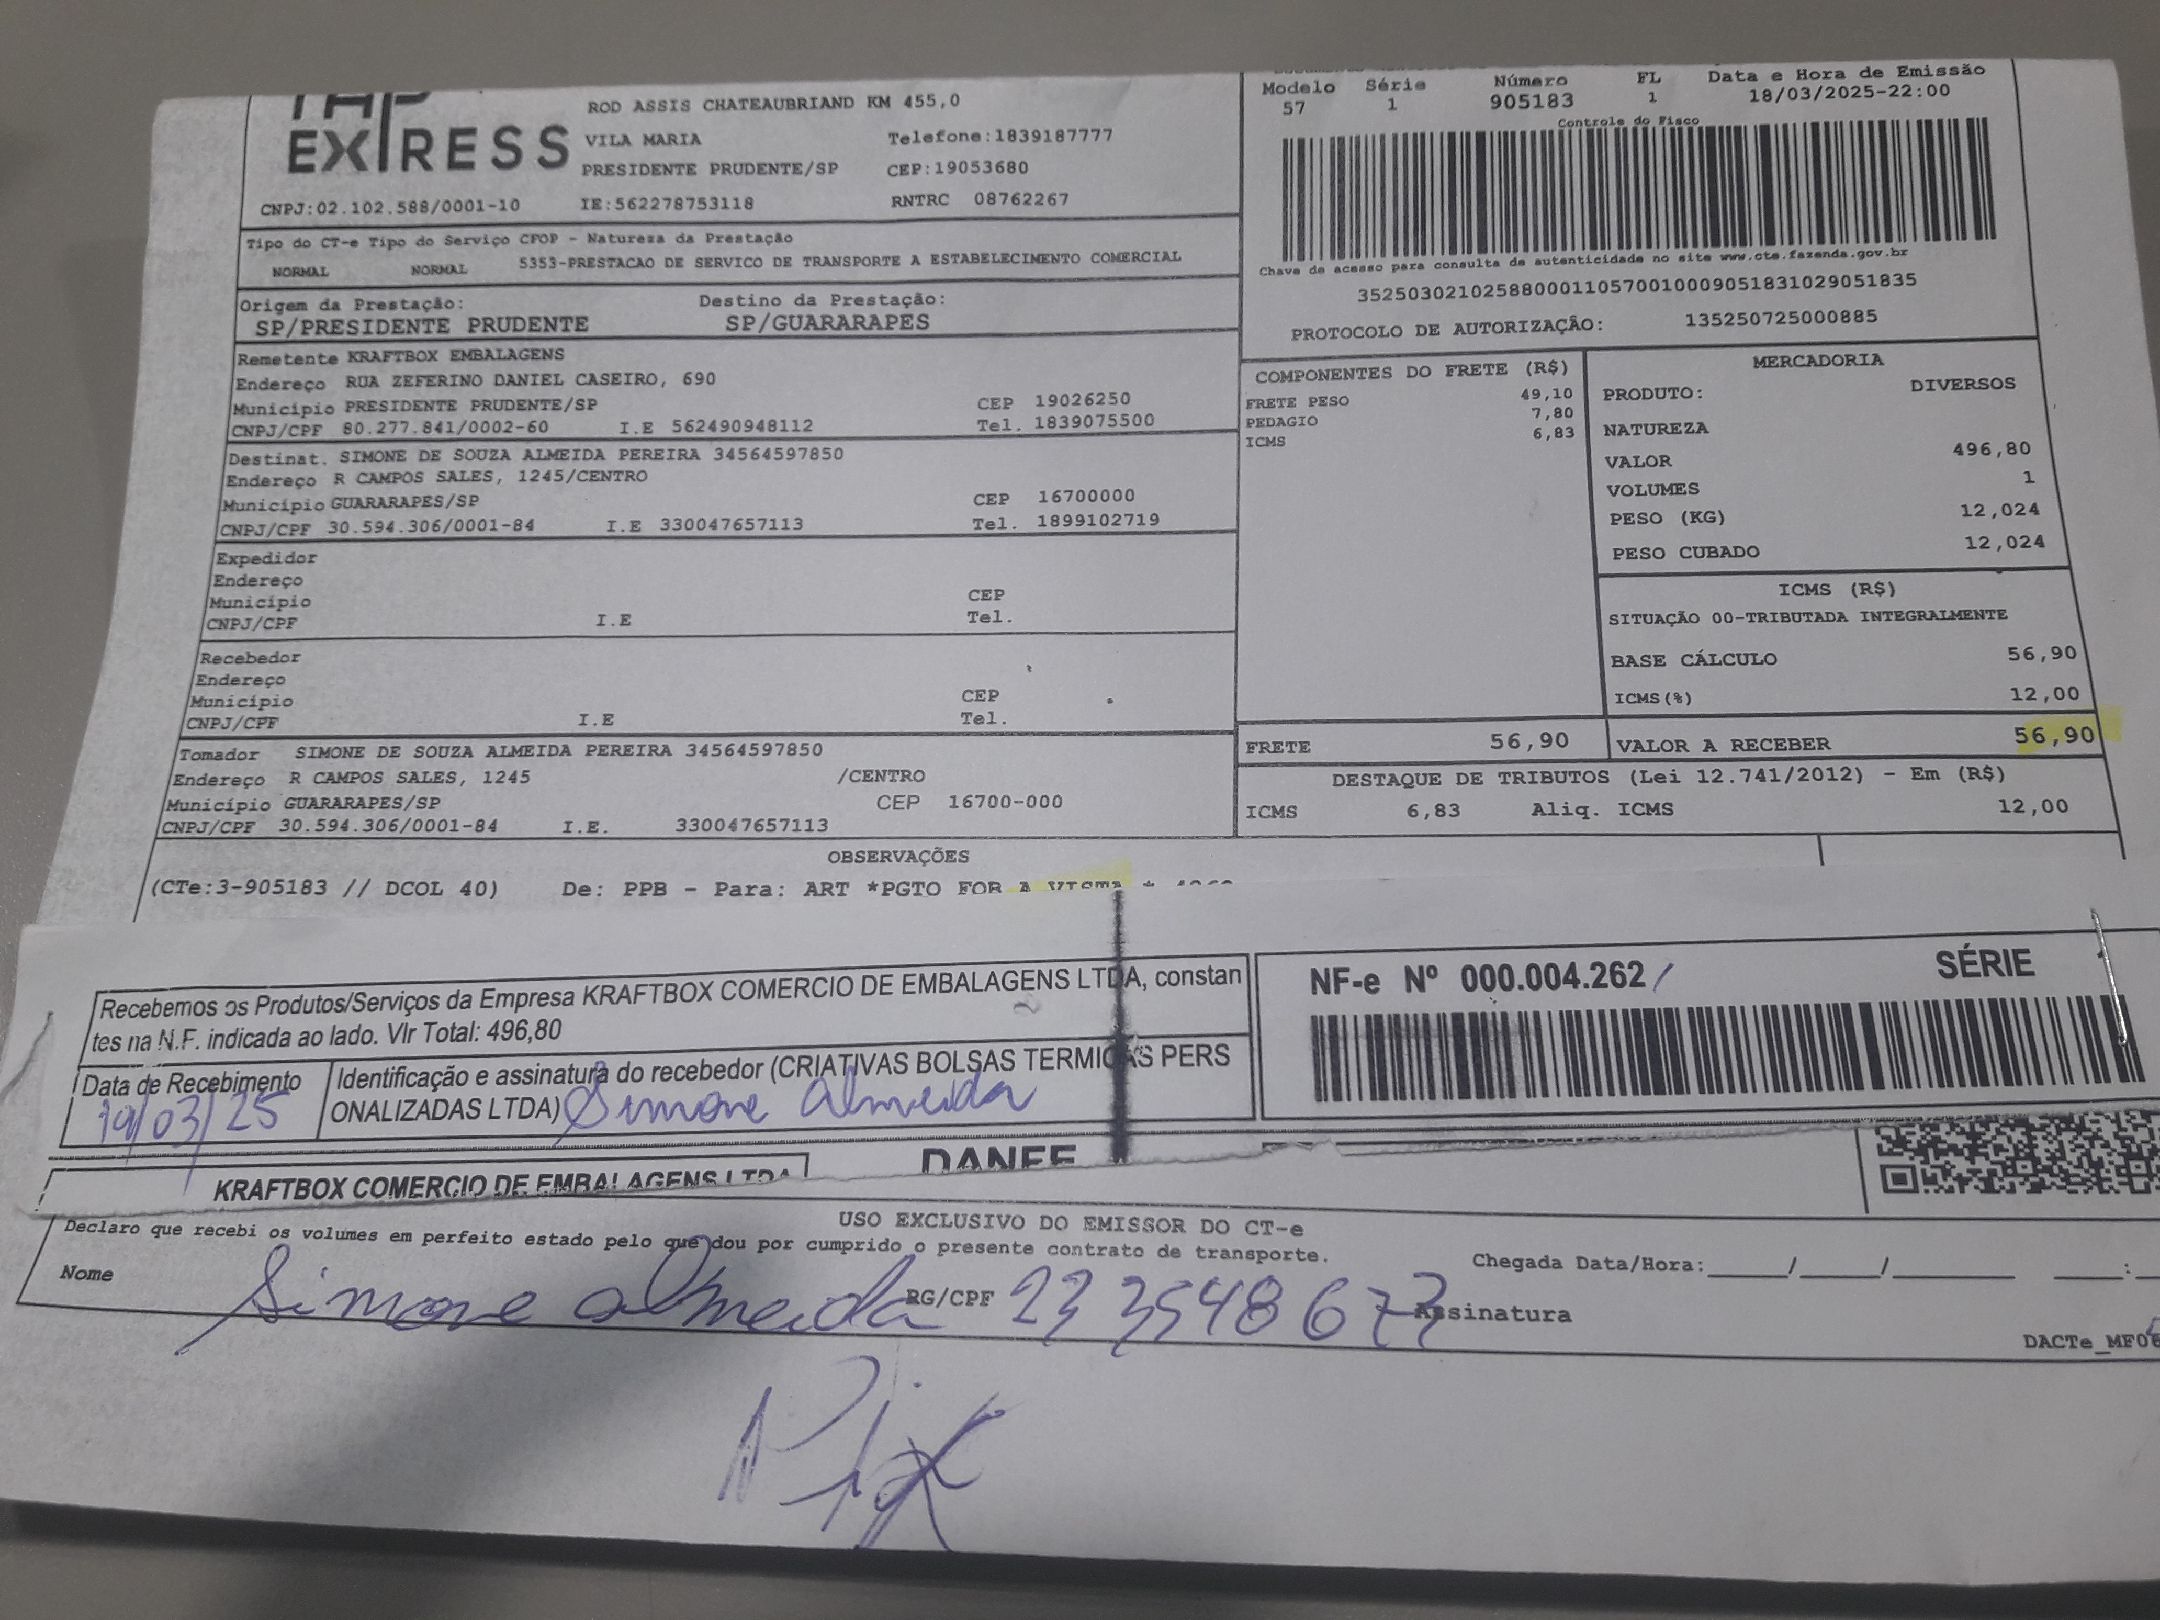 EXPRESS
ROD ASSIS CHATEAUBRIAND KM 455,0
VILA MARIA Telefone:1839187777
PRESIDENTE PRUDENTE/SP CEP:19053680
CNPJ:02.102.588/0001-10 IE:562278753118 RNTRC 08762267
Modelo Série Número FL Data e Hora de Emissão
57 1 905183 1 18/03/2025-22:00
Controle do Fisco
Chave de acesso para consulta de autenticidade no site www.cte.fazenda.gov.br
35250302102588000110570010009051831029051835
PROTOCOLO DE AUTORIZAÇÃO: 135250725000885
Tipo do CT-e Tipo do Serviço CFOP - Natureza da Prestação
NORMAL NORMAL 5353-PRESTACAO DE SERVICO DE TRANSPORTE A ESTABELECIMENTO COMERCIAL
Origem da Prestação: Destino da Prestação:
SP/PRESIDENTE PRUDENTE SP/GUARARAPES
Remetente KRAFTBOX EMBALAGENS
Endereço RUA ZEFERINO DANIEL CASEIRO, 690
Município PRESIDENTE PRUDENTE/SP CEP 19026250
CNPJ/CPF 80.277.841/0002-60 I.E 562490948112 Tel. 1839075500
Destinat. SIMONE DE SOUZA ALMEIDA PEREIRA 34564597850
Endereço R CAMPOS SALES, 1245/CENTRO
Município GUARARAPES/SP CEP 16700000
CNPJ/CPF 30.594.306/0001-84 I.E 330047657113 Tel. 1899102719
Expedidor
Endereço
Município CEP
CNPJ/CPF I.E Tel.
Recebedor
Endereço
Município CEP
CNPJ/CPF I.E Tel.
Tomador SIMONE DE SOUZA ALMEIDA PEREIRA 34564597850
Endereço R CAMPOS SALES, 1245 /CENTRO
Município GUARARAPES/SP CEP 16700-000
CNPJ/CPF 30.594.306/0001-84 I.E. 330047657113
COMPONENTES DO FRETE (R$)
FRETE PESO 49,10
PEDAGIO 7,80
ICMS 6,83
MERCADORIA
PRODUTO: DIVERSOS
NATUREZA
VALOR 496,80
VOLUMES 1
PESO (KG) 12,024
PESO CUBADO 12,024
ICMS (R$)
SITUAÇÃO 00-TRIBUTADA INTEGRALMENTE
BASE CÁLCULO 56,90
ICMS(%) 12,00
FRETE 56,90 VALOR A RECEBER 56,90
DESTAQUE DE TRIBUTOS (Lei 12.741/2012) - Em (R$)
ICMS 6,83 Aliq. ICMS 12,00
OBSERVAÇÕES
(CTe:3-905183 // DCOL 40) De: PPB - Para: ART *PGTO FOB A VISTA *
Recebemos os Produtos/Serviços da Empresa KRAFTBOX COMERCIO DE EMBALAGENS LTDA, constan
tes na N.F. indicada ao lado. Vlr Total: 496,80
Data de Recebimento
19/03/25
Identificação e assinatura do recebedor (CRIATIVAS BOLSAS TERMICAS PERS
ONALIZADAS LTDA) Simone Almeida
NF-e Nº 000.004.262 SÉRIE
DANFE
KRAFTBOX COMERCIO DE EMBALAGENS LTDA
USO EXCLUSIVO DO EMISSOR DO CT-e
Declaro que recebi os volumes em perfeito estado pelo que dou por cumprido o presente contrato de transporte.
Chegada Data/Hora:____/____/______ ___:
Nome Simone Almeida RG/CPF 233548673 Assinatura
Pix